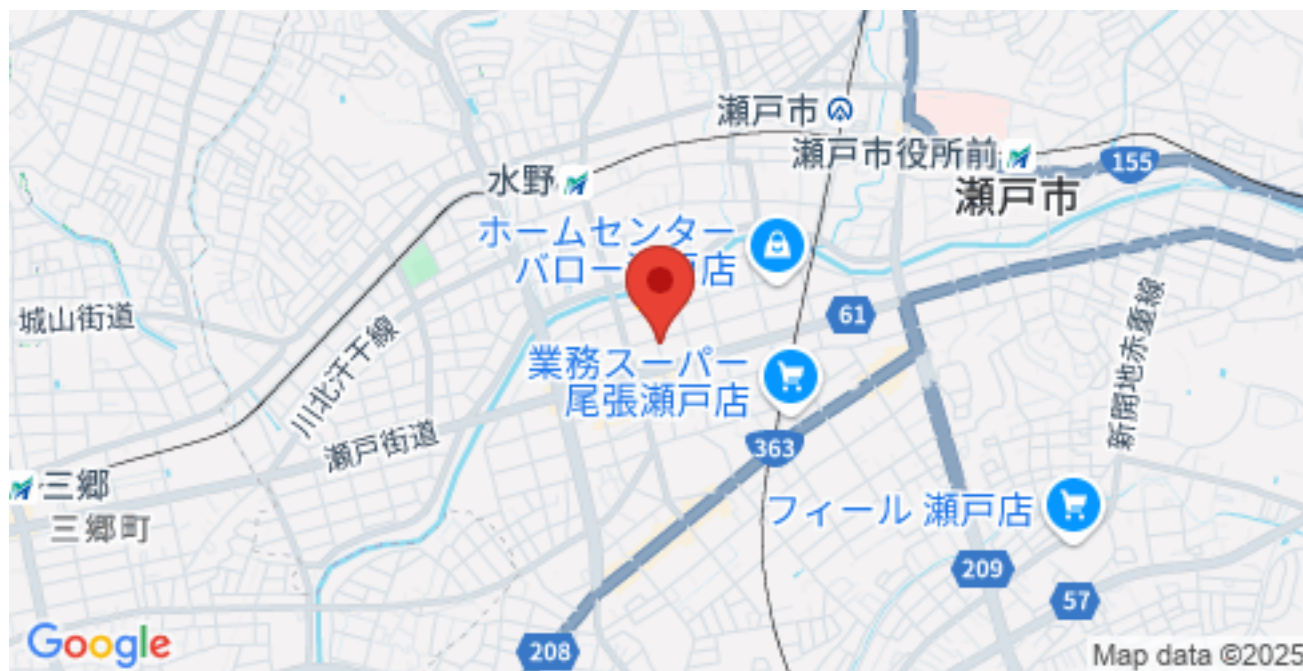 瀬戸市
瀬戸市役所前
155
水野
瀬戸市
ホームセンター
バロー瀬戸店
61
城山街道
川北汗干線
業務スーパー
尾張瀬戸店
新開地赤重線
瀬戸街道
363
三郷
三郷町
フィール 瀬戸店
209
57
208
Google
Map data ©2025